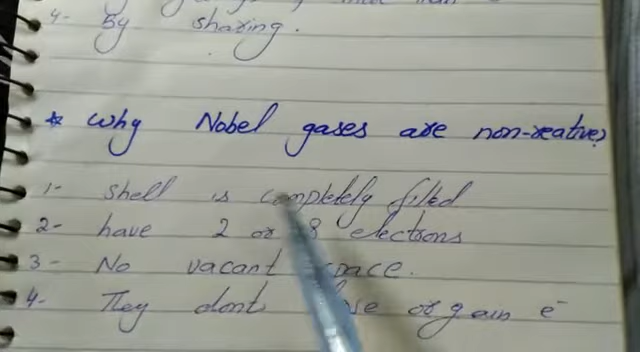 4- By sharing.
* Why Nobel gases are non-reative?
1- Shell is completely filled
2- have 2 or 8 electrons
3- No vacant space.
4- They dont lose or gain e-